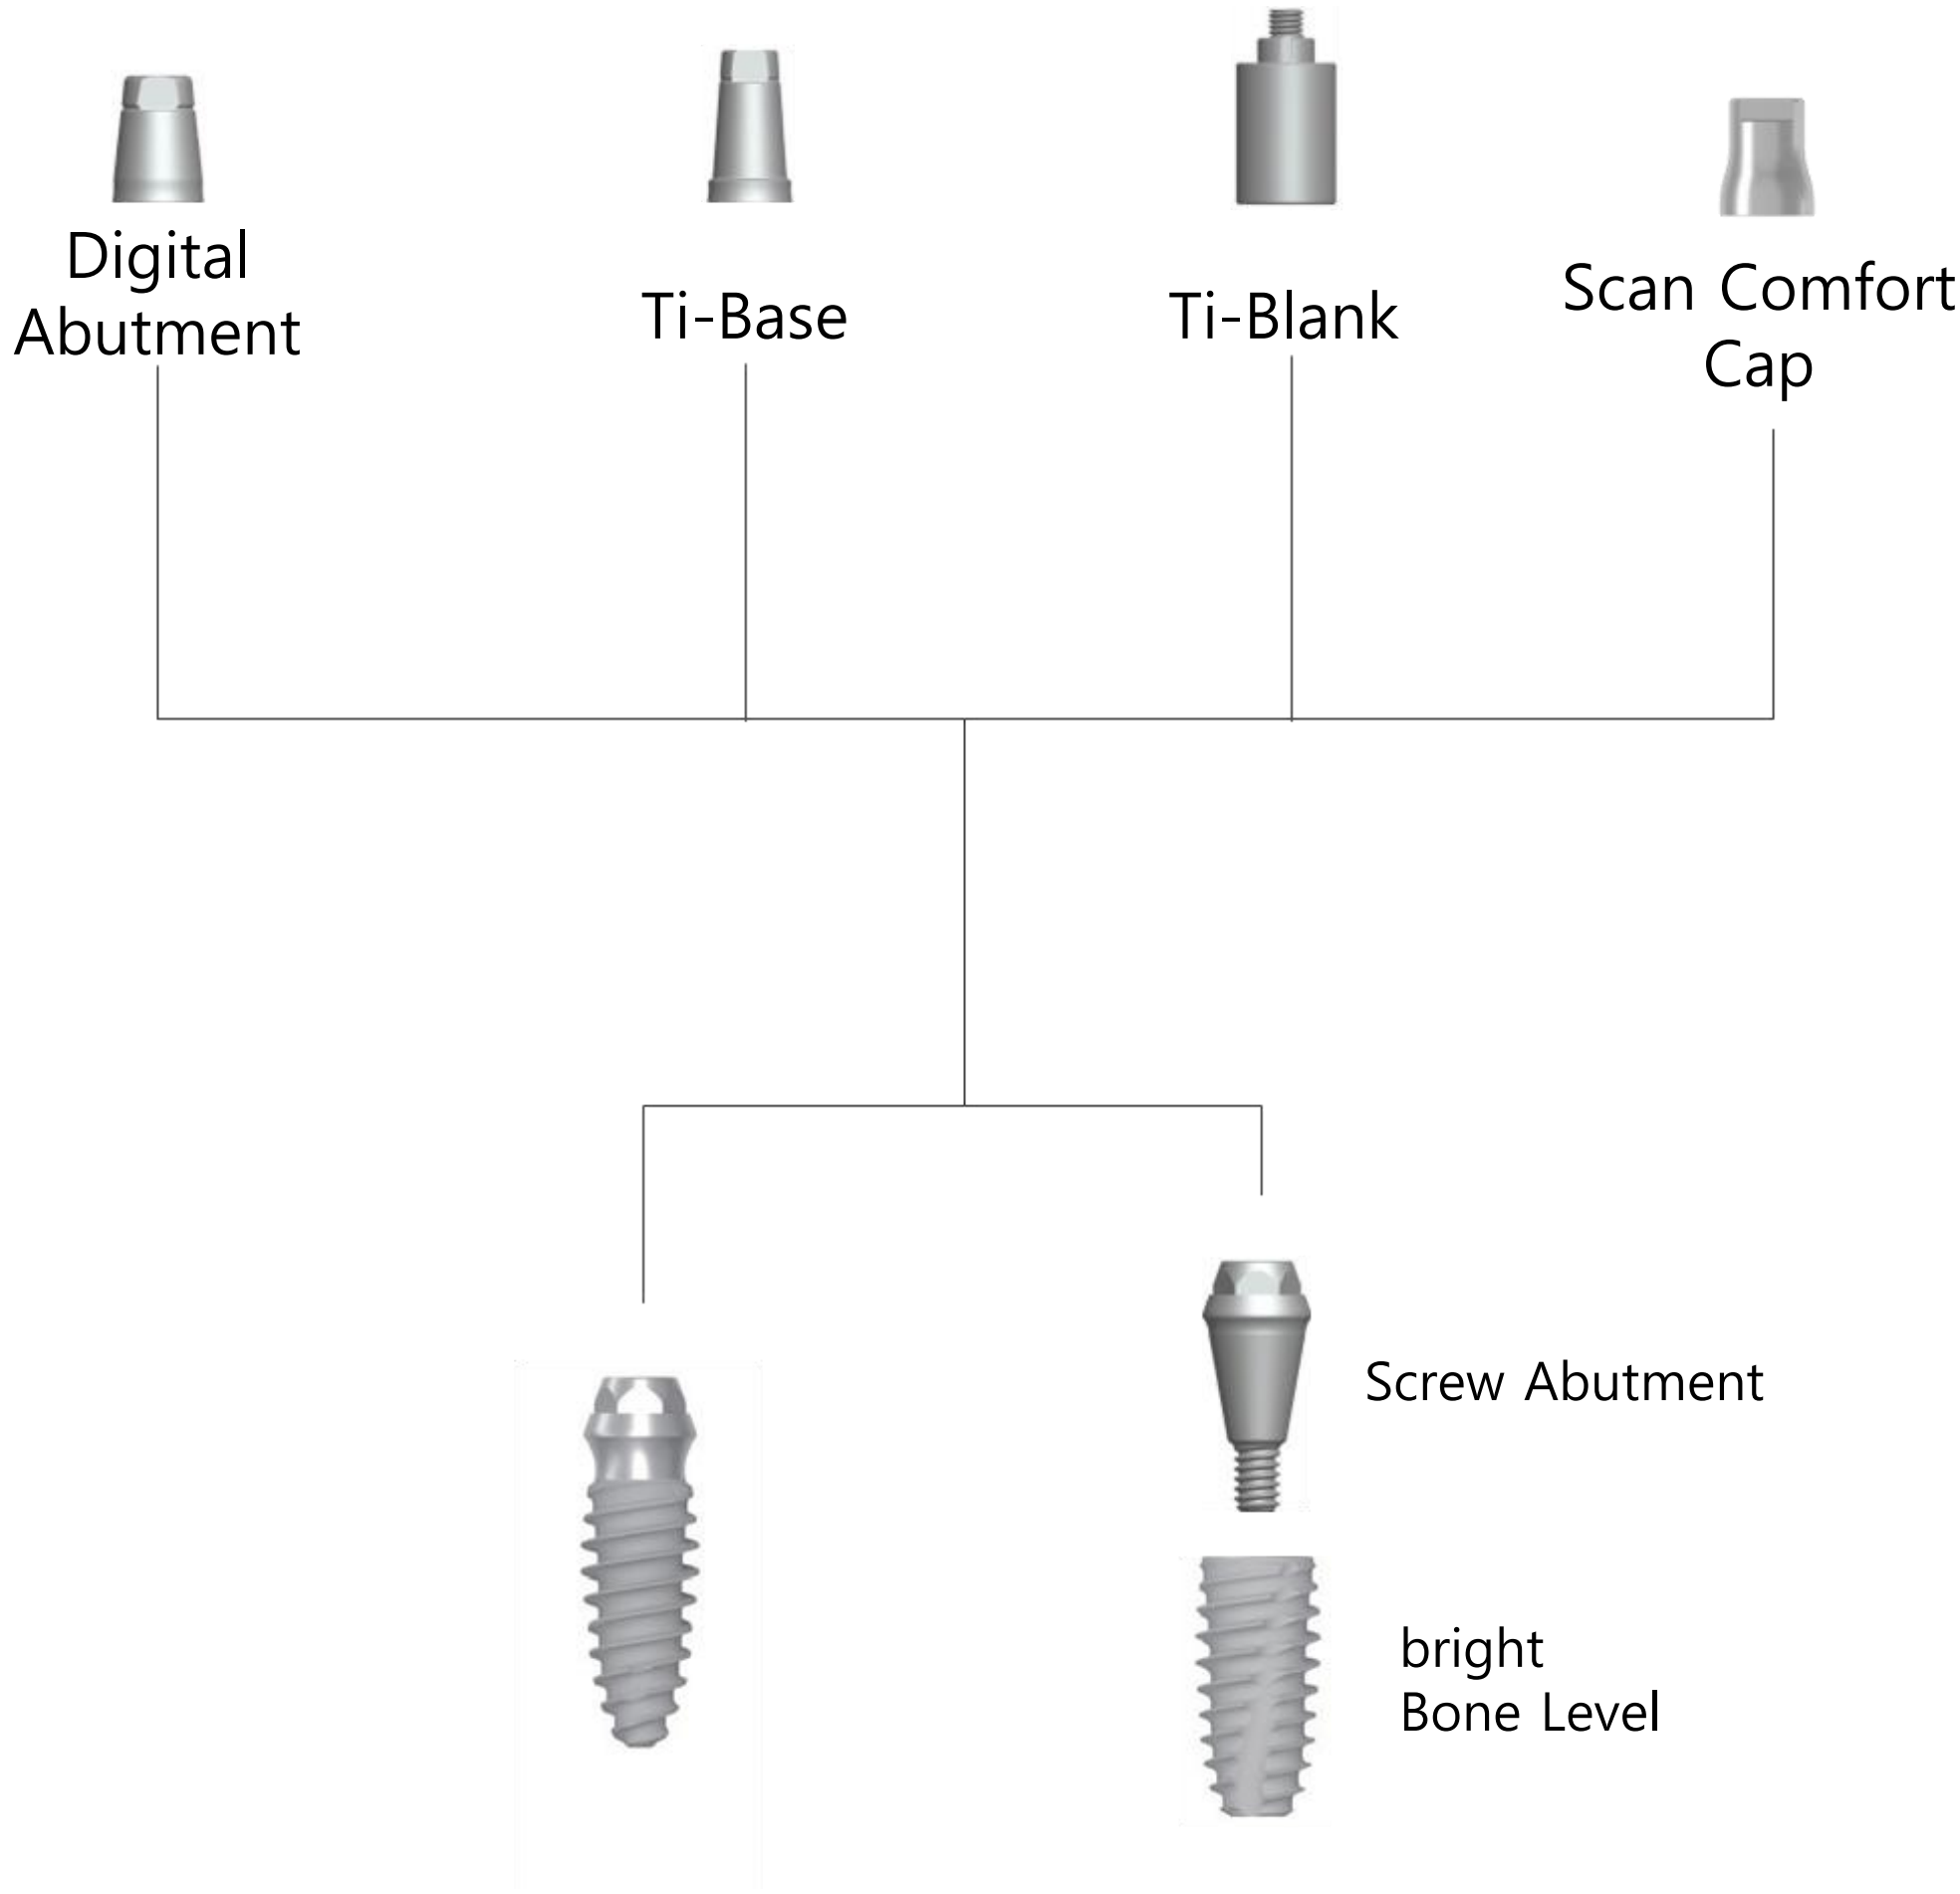 Digital
Abutment
Ti-Base
Ti-Blank
Scan Comfort
Cap
Screw Abutment
bright
Bone Level